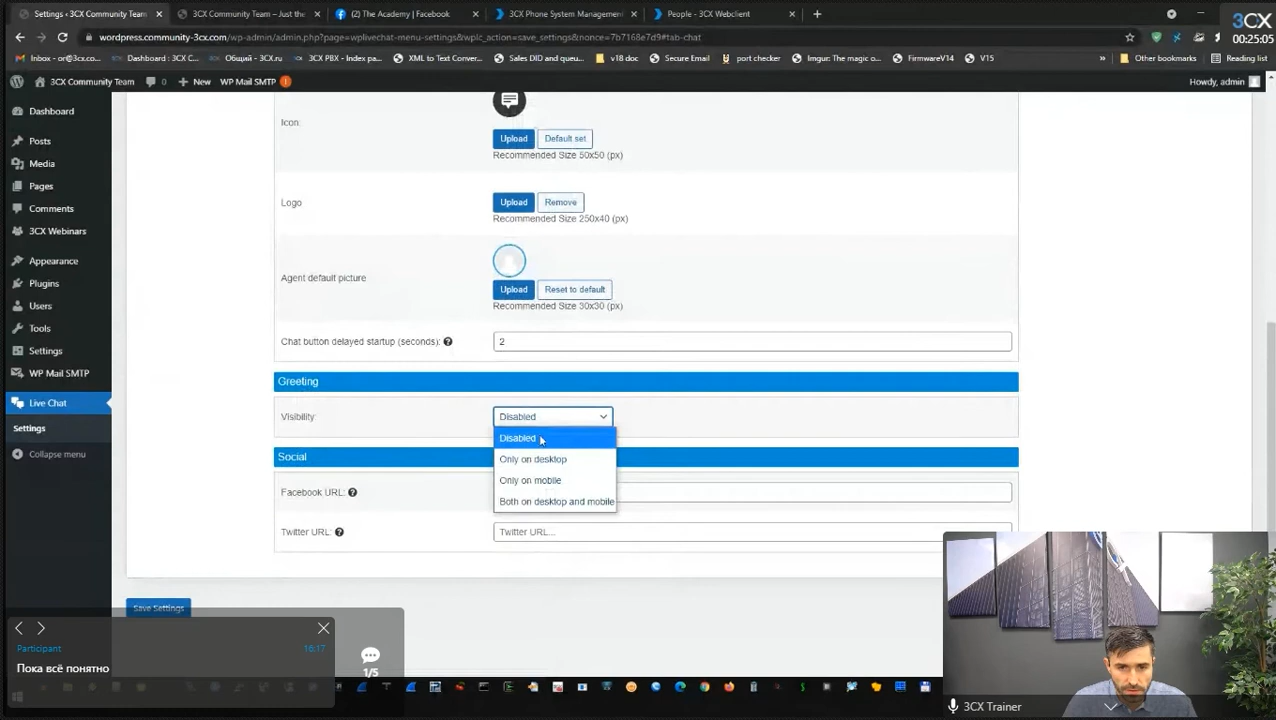 Settings ‹ 3CX Community Team
3CX Community Team – Just the
(2) The Academy | Facebook
3CX Phone System Management
People - 3CX Webclient
3CX
00:25:05
wordpress.community-3cx.com/wp-admin/admin.php?page=wplivechat-menu-settings&wplc_action=save_settings&nonce=7b7168e7d9#tab-chat
Inbox - or@3cx.co...
Dashboard : 3CX C...
Общий - 3CX.ru
3CX PBX - Index pa...
XML to Text Conver...
Sales DID and queu...
v18 doc
Secure Email
port checker
Imgur: The magic o...
FirmwareV14
V15
»
Other bookmarks
Reading list
3CX Community Team
0
New
WP Mail SMTP
Howdy, admin
Dashboard
Posts
Media
Pages
Comments
3CX Webinars
Appearance
Plugins
Users
Tools
Settings
WP Mail SMTP
Live Chat
Settings
Collapse menu
Icon:
Upload
Default set
Recommended Size 50x50 (px)
Logo
Upload
Remove
Recommended Size 250x40 (px)
Agent default picture
Upload
Reset to default
Recommended Size 30x30 (px)
Chat button delayed startup (seconds):
2
Greeting
Visibility
Disabled
Disabled
Only on desktop
Only on mobile
Both on desktop and mobile
Social
Facebook URL:
Twitter URL:
Twitter URL...
Save Settings
Participant
16:17
Пока всё понятно
1/5
3CX Trainer